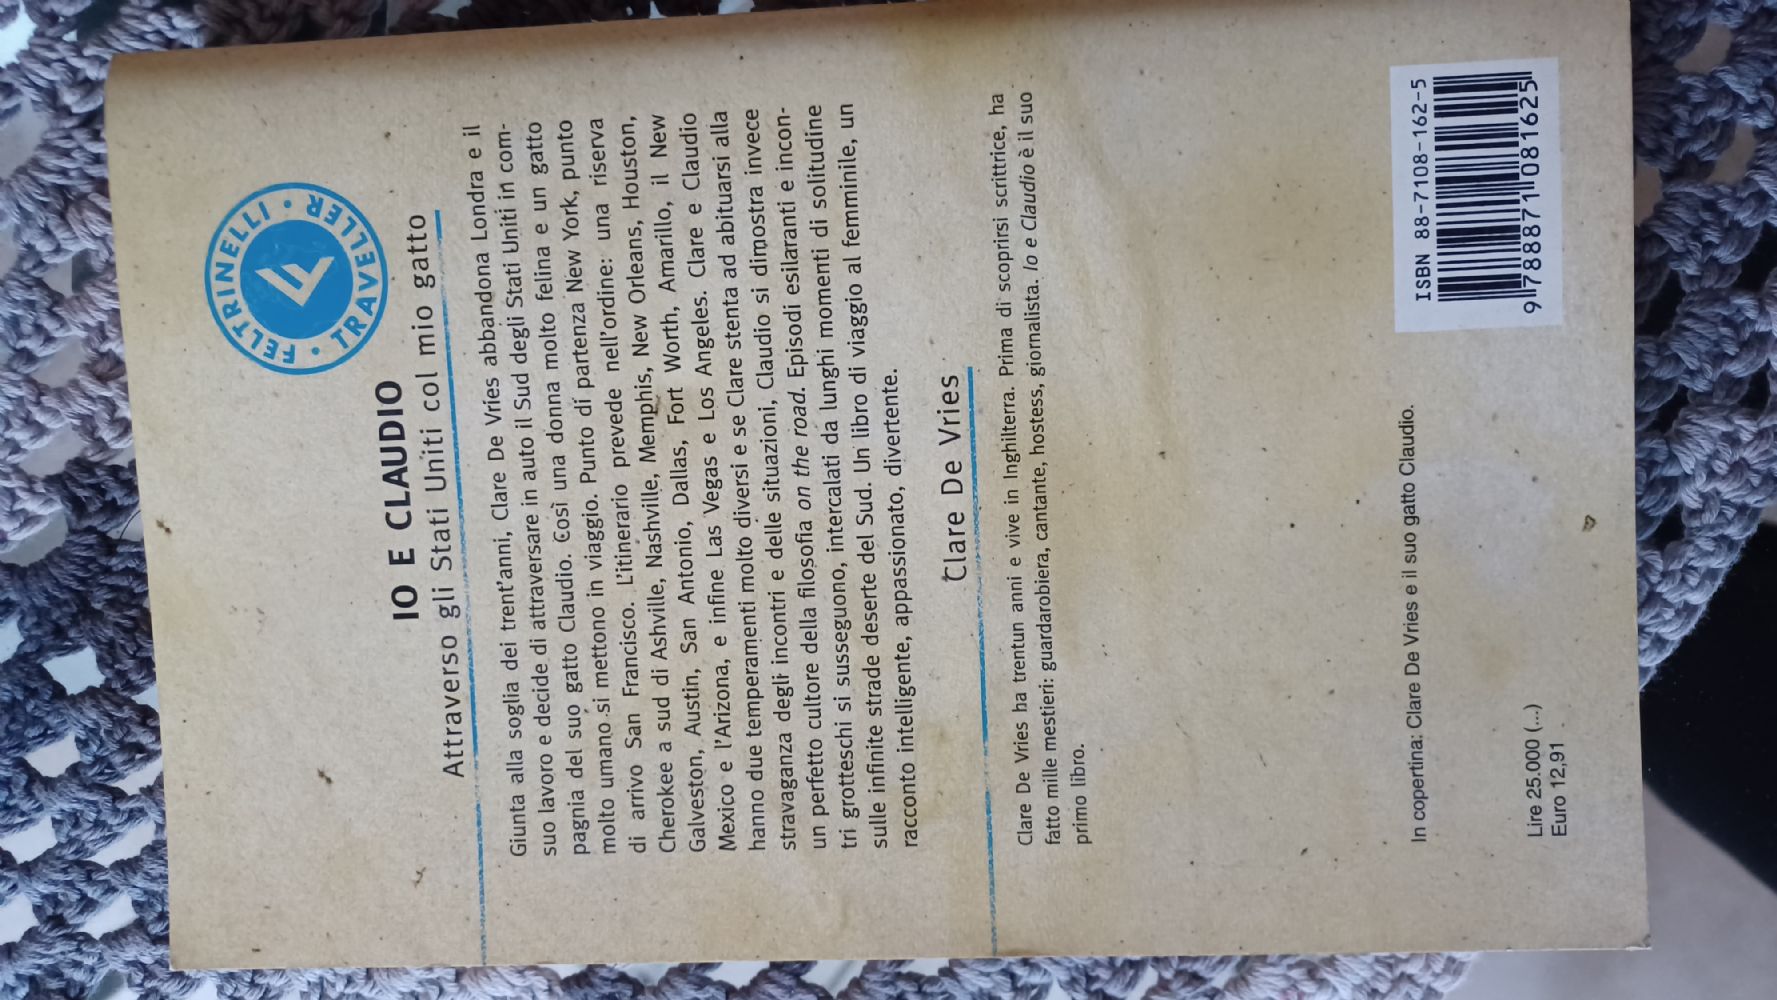 FELTRINELLI • TRAVELLER •
F
IO E CLAUDIO
Attraverso gli Stati Uniti col mio gatto
Giunta alla soglia dei trent'anni, Clare De Vries abbandona Londra e il
suo lavoro e decide di attraversare in auto il Sud degli Stati Uniti in com-
pagnia del suo gatto Claudio. Così una donna molto felina e un gatto
molto umano si mettono in viaggio. Punto di partenza New York, punto
di arrivo San Francisco. L'itinerario prevede nell'ordine: una riserva
Cherokee a sud di Ashville, Nashville, Memphis, New Orleans, Houston,
Galveston, Austin, San Antonio, Dallas, Fort Worth, Amarillo, il New
Mexico e l'Arizona, e infine Las Vegas e Los Angeles. Clare e Claudio
hanno due temperamenti molto diversi e se Clare stenta ad abituarsi alla
stravaganza degli incontri e delle situazioni, Claudio si dimostra invece
un perfetto cultore della filosofia on the road. Episodi esilaranti e incon-
tri grotteschi si susseguono, intercalati da lunghi momenti di solitudine
sulle infinite strade deserte del Sud. Un libro di viaggio al femminile, un
racconto intelligente, appassionato, divertente.
Clare De Vries
Clare De Vries ha trentun anni e vive in Inghilterra. Prima di scoprirsi scrittrice, ha
fatto mille mestieri: guardarobiera, cantante, hostess, giornalista. Io e Claudio è il suo
primo libro.
In copertina: Clare De Vries e il suo gatto Claudio.
ISBN 88-7108-162-5
9 788871 081625
Lire 25.000 (...)
Euro 12,91